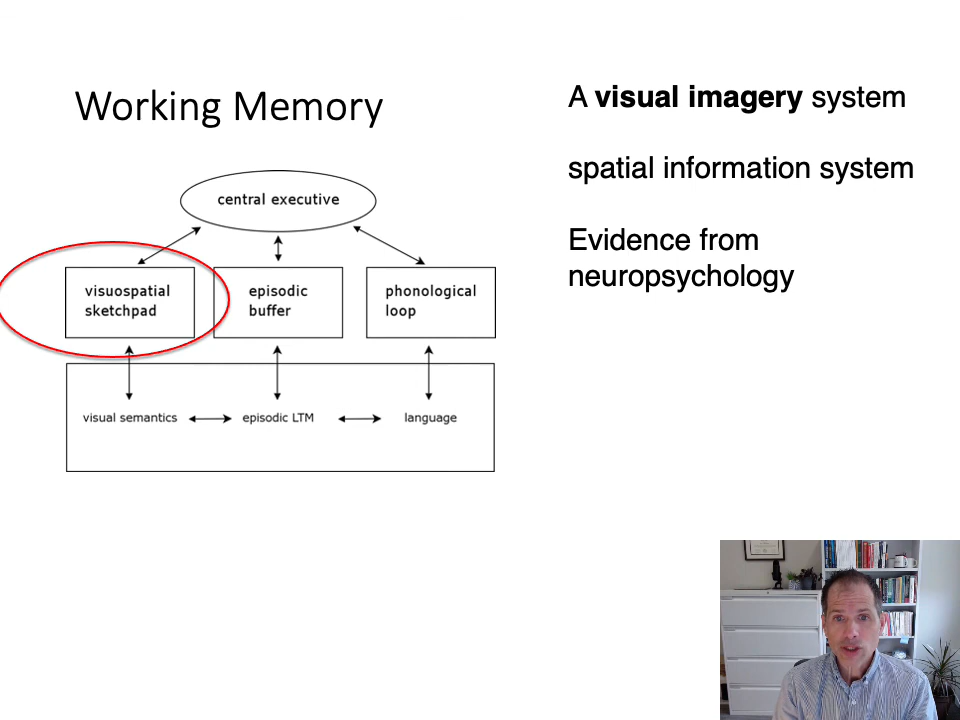 Working Memory
central executive
visuospatial
sketchpad
episodic
buffer
phonological
loop
visual semantics
episodic LTM
language
A visual imagery system
spatial information system
Evidence from
neuropsychology